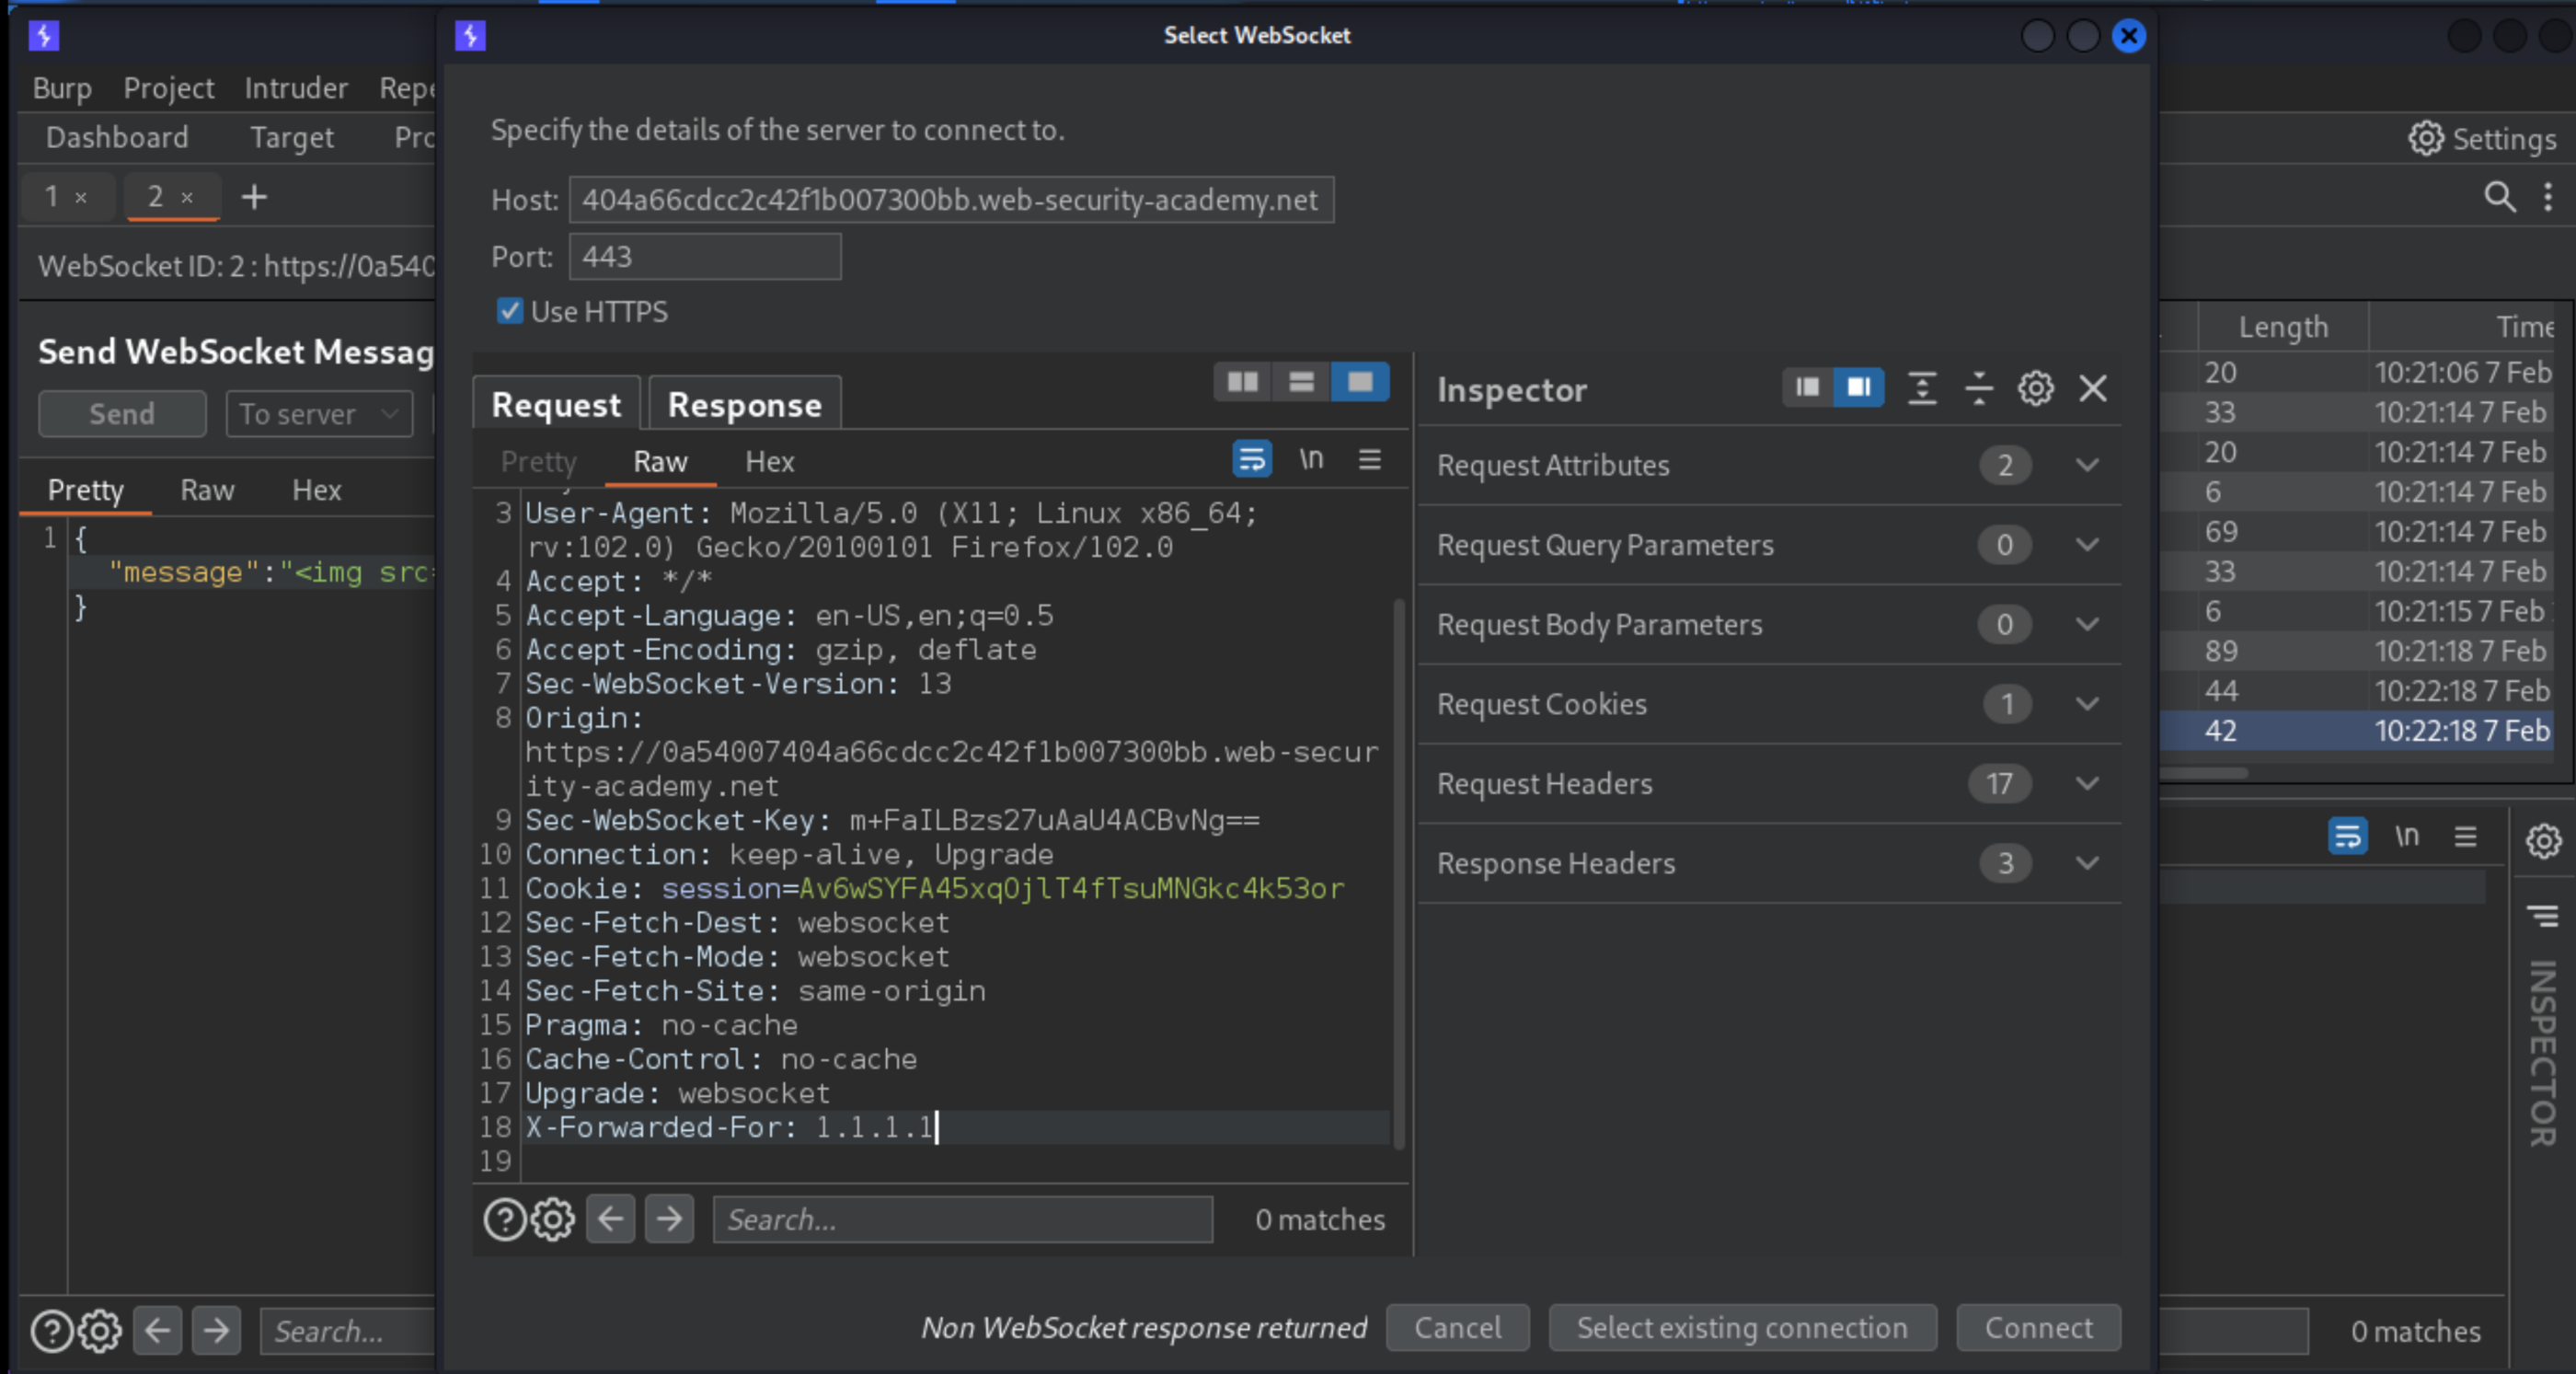 Select WebSocket
Burp Project Intruder
Dashboard Target
Settings
1 × 2 × +
WebSocket ID: 2 : https://0a540
Send WebSocket Messag
Send To server
Pretty Raw Hex
1 {
"message":"<img src=
}
Search...
Specify the details of the server to connect to.
Host: 404a66cdcc2c42f1b007300bb.web-security-academy.net
Port: 443
Use HTTPS
Request Response
Pretty Raw Hex \n
3 User-Agent: Mozilla/5.0 (X11; Linux x86_64;
rv:102.0) Gecko/20100101 Firefox/102.0
4 Accept: */*
5 Accept-Language: en-US,en;q=0.5
6 Accept-Encoding: gzip, deflate
7 Sec-WebSocket-Version: 13
8 Origin:
https://0a54007404a66cdcc2c42f1b007300bb.web-secur
ity-academy.net
9 Sec-WebSocket-Key: m+FaILBzs27uAaU4ACBvNg==
10 Connection: keep-alive, Upgrade
11 Cookie: session=Av6wSYFA45xqOjlT4fTsuMNGkc4k53or
12 Sec-Fetch-Dest: websocket
13 Sec-Fetch-Mode: websocket
14 Sec-Fetch-Site: same-origin
15 Pragma: no-cache
16 Cache-Control: no-cache
17 Upgrade: websocket
18 X-Forwarded-For: 1.1.1.1
19
Search... 0 matches
Inspector
Request Attributes 2
Request Query Parameters 0
Request Body Parameters 0
Request Cookies 1
Request Headers 17
Response Headers 3
Non WebSocket response returned Cancel Select existing connection Connect
Length Time
20 10:21:06 7 Feb
33 10:21:14 7 Feb
20 10:21:14 7 Feb
6 10:21:14 7 Feb
69 10:21:14 7 Feb
33 10:21:14 7 Feb
6 10:21:15 7 Feb
89 10:21:18 7 Feb
44 10:22:18 7 Feb
42 10:22:18 7 Feb
\n
INSPECTOR
0 matches